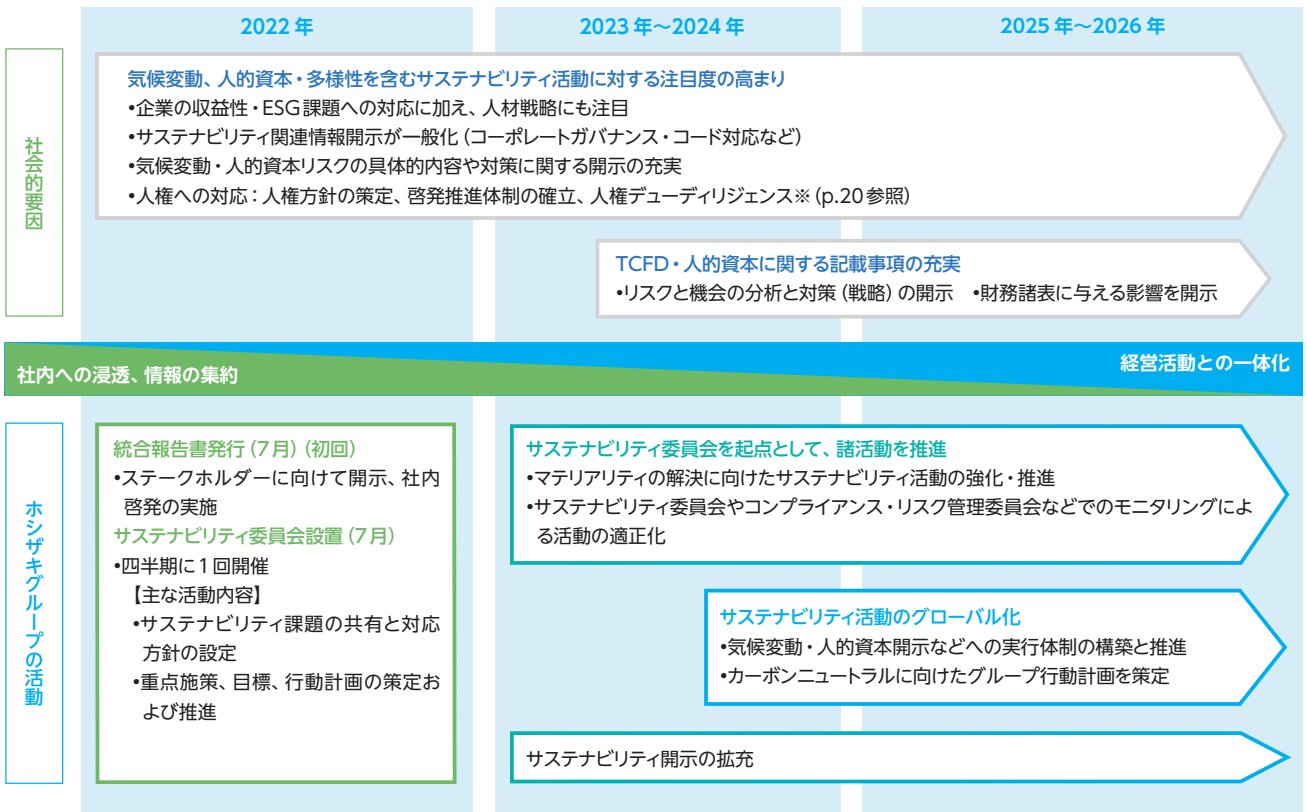 2022年
2023年～2024年
2025年～2026年
社会的要因
気候変動、人的資本・多様性を含むサステナビリティ活動に対する注目度の高まり
•企業の収益性・ESG課題への対応に加え、人材戦略にも注目
•サステナビリティ関連情報開示が一般化（コーポレートガバナンス・コード対応など）
•気候変動・人的資本リスクの具体的内容や対策に関する開示の充実
•人権への対応：人権方針の策定、啓発推進体制の確立、人権デューディリジェンス※（p.20参照）
TCFD・人的資本に関する記載事項の充実
•リスクと機会の分析と対策（戦略）の開示　•財務諸表に与える影響を開示
社内への浸透、情報の集約
経営活動との一体化
ホシザキグループの活動
統合報告書発行（7月）（初回）
•ステークホルダーに向けて開示、社内
啓発の実施
サステナビリティ委員会設置（7月）
•四半期に1回開催
【主な活動内容】
•サステナビリティ課題の共有と対応
方針の設定
•重点施策、目標、行動計画の策定お
よび推進
サステナビリティ委員会を起点として、諸活動を推進
•マテリアリティの解決に向けたサステナビリティ活動の強化・推進
•サステナビリティ委員会やコンプライアンス・リスク管理委員会などでのモニタリングによ
る活動の適正化
サステナビリティ活動のグローバル化
•気候変動・人的資本開示などへの実行体制の構築と推進
•カーボンニュートラルに向けたグループ行動計画を策定
サステナビリティ開示の拡充